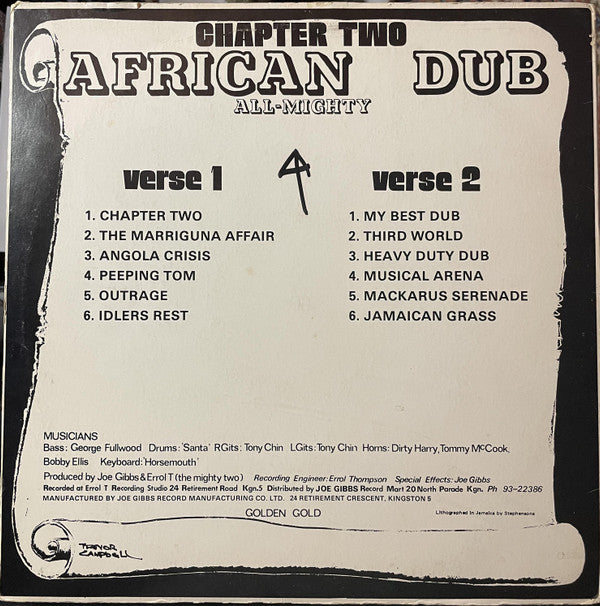 CHAPTER TWO
AFRICAN DUB
ALL-MIGHTY
verse 1
1. CHAPTER TWO
2. THE MARRIGUNA AFFAIR
3. ANGOLA CRISIS
4. PEEPING TOM
5. OUTRAGE
6. IDLERS REST
verse 2
1. MY BEST DUB
2. THIRD WORLD
3. HEAVY DUTY DUB
4. MUSICAL ARENA
5. MACKARUS SERENADE
6. JAMAICAN GRASS
MUSICIANS
Bass: George Fullwood Drums: 'Santa' RGits: Tony Chin LGits: Tony Chin Horns: Dirty Harry, Tommy McCook,
Bobby Ellis Keyboard: 'Horsemouth'
Produced by Joe Gibbs & Errol T (the mighty two) Recording Engineer: Errol Thompson Special Effects: Joe Gibbs
Recorded at Errol T Recording Studio 24 Retirement Road Kgn.5 Distributed by JOE GIBBS Record Mart 20 North Parade Kgn. Ph 93-22386
MANUFACTURED BY JOE GIBBS RECORD MANUFACTURING CO. LTD. 24 RETIREMENT CRESCENT, KINGSTON 5
GOLDEN GOLD
Lithographed in Jamaica by Stephensons
TREVOR
CAMPBELL